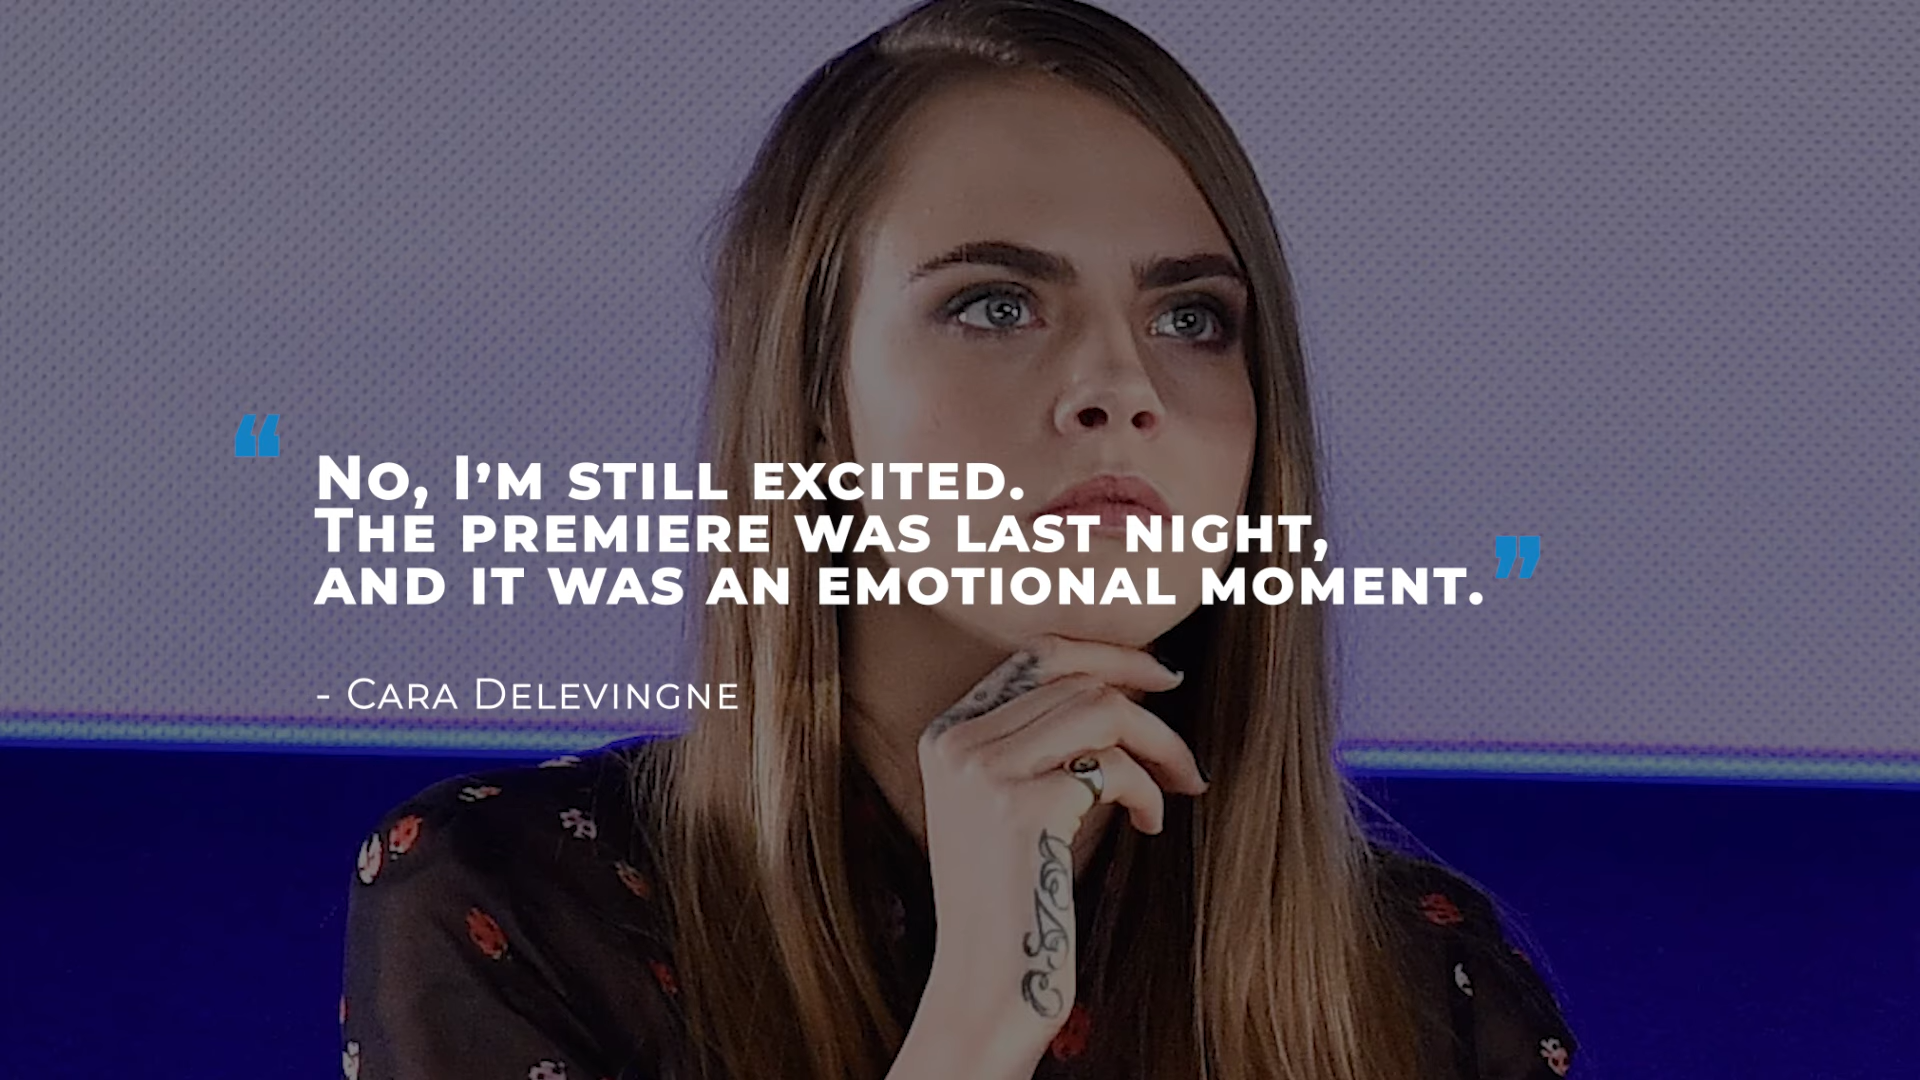 “No, I’m still excited.
The premiere was last night,
and it was an emotional moment.”
- Cara Delevingne